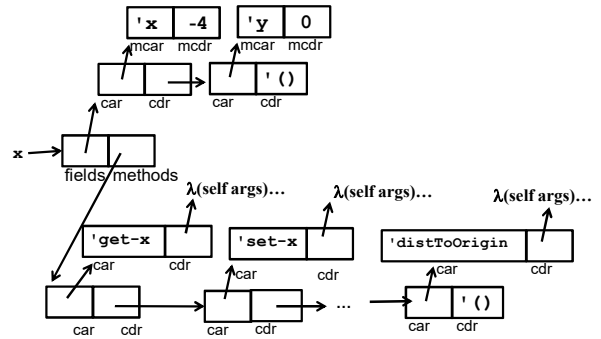 'x -4 'y 0
mcar mcdr mcar mcdr
'()
car cdr car cdr
x
fields methods
λ(self args)… λ(self args)… λ(self args)…
'get-x 'set-x 'distToOrigin
car cdr car cdr car cdr
... '()
car cdr car cdr car cdr